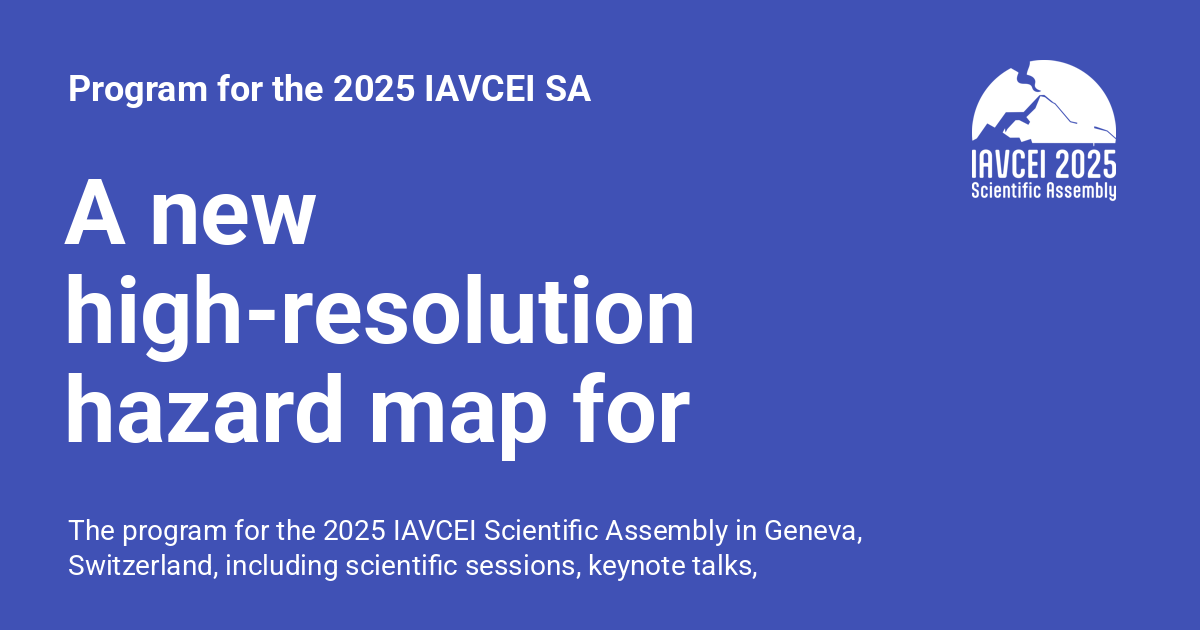 Program for the 2025 IAVCEI SA
IAVCEI 2025
Scientific Assembly
A new
high-resolution
hazard map for
The program for the 2025 IAVCEI Scientific Assembly in Geneva,
Switzerland, including scientific sessions, keynote talks,